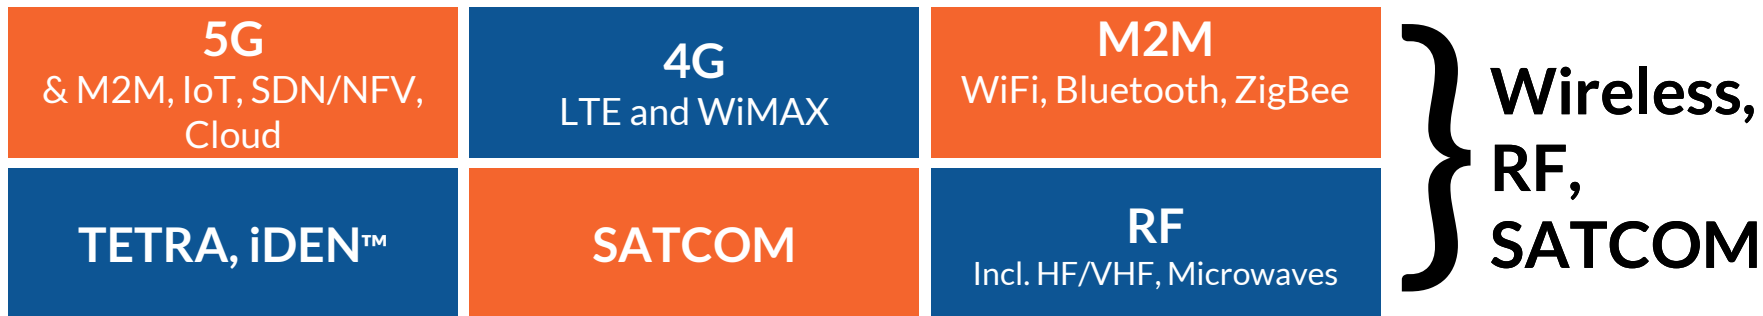 5G
& M2M, IoT, SDN/NFV,
Cloud
4G
LTE and WiMAX
M2M
WiFi, Bluetooth, ZigBee
TETRA, iDEN™
SATCOM
RF
Incl. HF/VHF, Microwaves
}
Wireless,
RF,
SATCOM